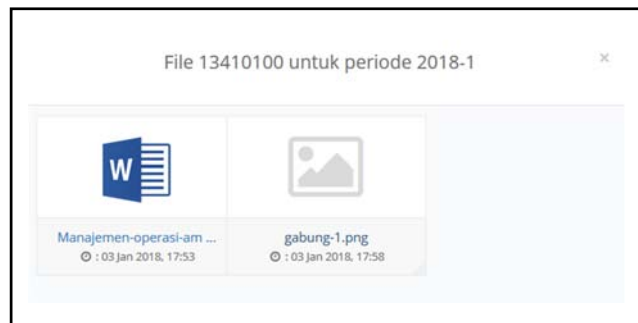 File 13410100 untuk periode 2018-1
×
W
Manajemen-operasi-am ...
: 03 Jan 2018, 17:53
gabung-1.png
: 03 Jan 2018, 17:58